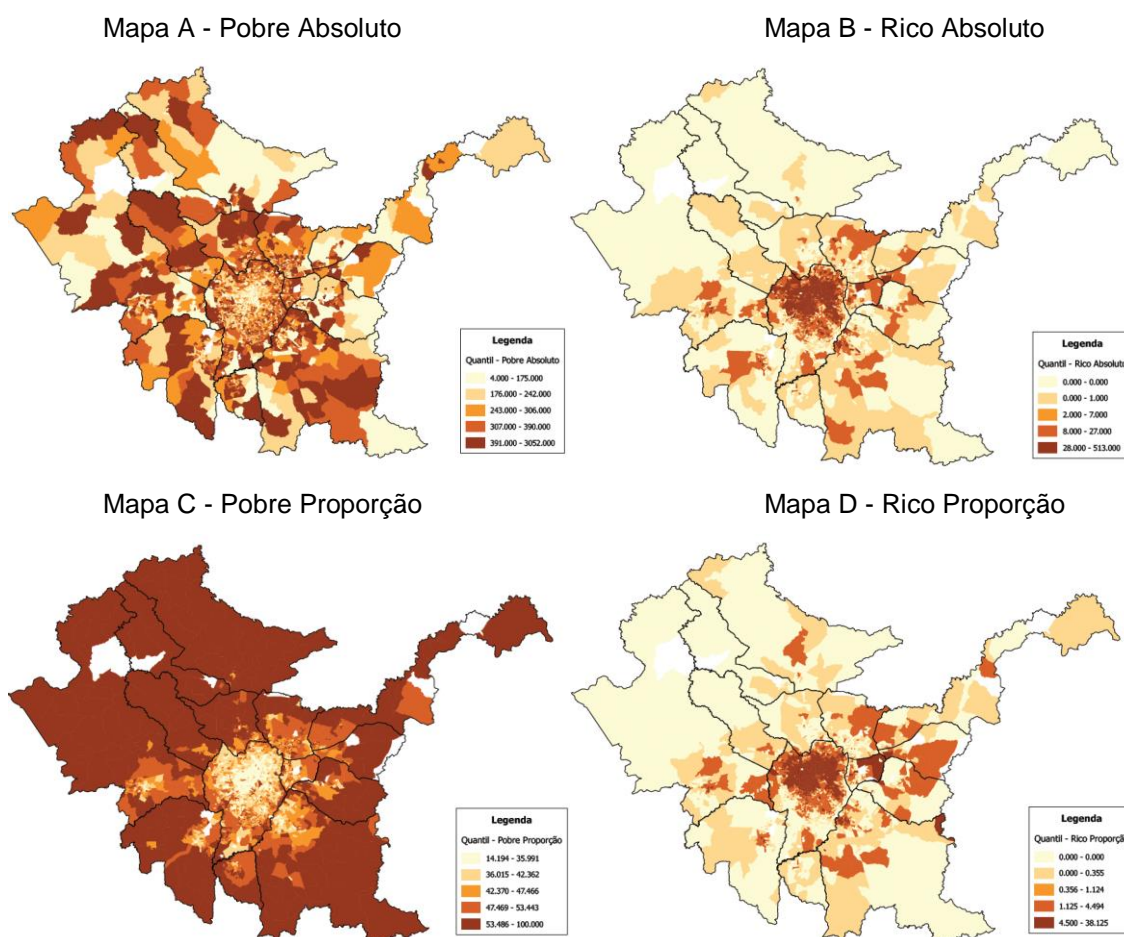 Mapa A - Pobre Absoluto
Mapa B - Rico Absoluto
Legenda
Quantil - Pobre Absoluto
4.000 - 175.000
176.000 - 242.000
243.000 - 306.000
307.000 - 390.000
391.000 - 3052.000
Legenda
Quantil - Rico Absoluto
0.000 - 0.000
0.000 - 1.000
2.000 - 7.000
8.000 - 27.000
28.000 - 513.000
Mapa C - Pobre Proporção
Mapa D - Rico Proporção
Legenda
Quantil - Pobre Proporção
14.194 - 35.991
36.015 - 42.362
42.370 - 47.466
47.469 - 53.443
53.486 - 100.000
Legenda
Quantil - Rico Proporção
0.000 - 0.000
0.000 - 0.355
0.356 - 1.124
1.125 - 4.494
4.500 - 38.125